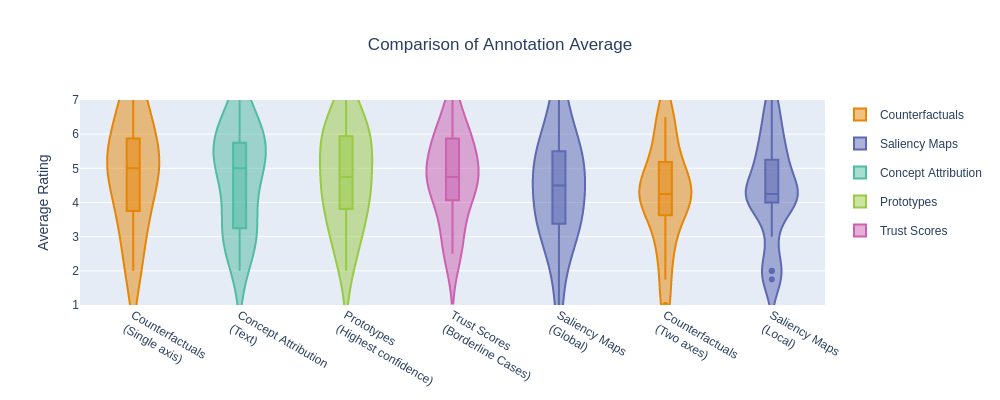 Comparison of Annotation Average
Average Rating
7
6
5
4
3
2
1
Counterfactuals
(Single axis)
Concept Attribution
(Text)
Prototypes
(Highest confidence)
Trust Scores
(Borderline Cases)
Saliency Maps
(Global)
Counterfactuals
(Two axes)
Saliency Maps
(Local)
Counterfactuals
Saliency Maps
Concept Attribution
Prototypes
Trust Scores